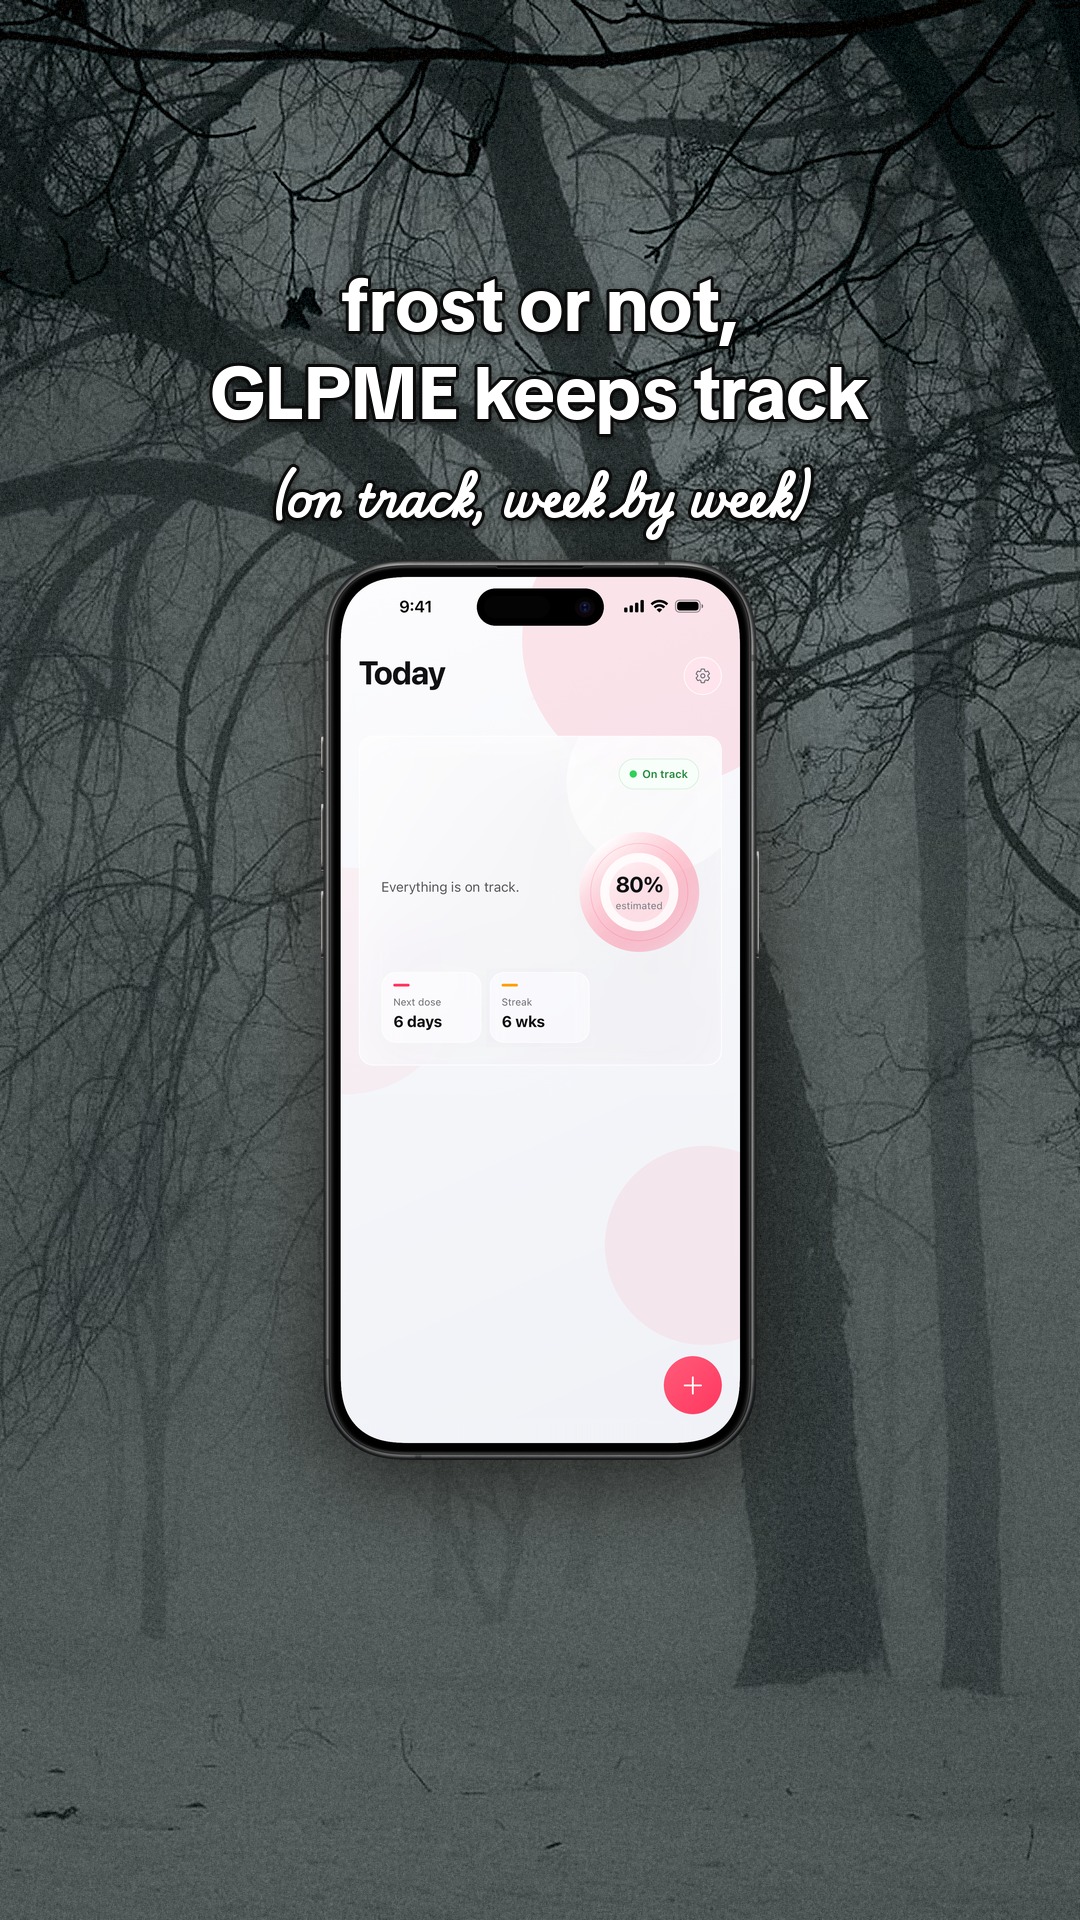 frost or not,
GLPME keeps track
(on track, week by week)
9:41
Today
On track
Everything is on track.
80%
estimated
Next dose
6 days
Streak
6 wks